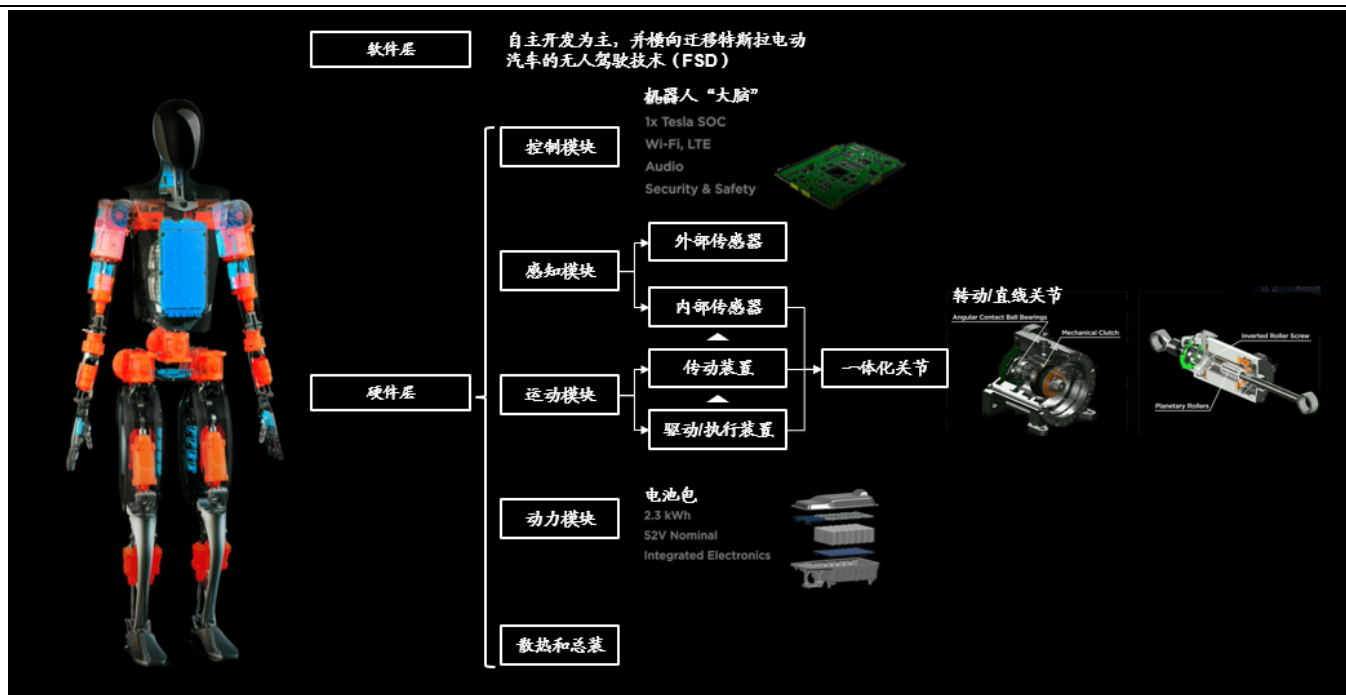 软件层
自主开发为主，并横向迁移特斯拉电动
汽车的无人驾驶技术（FSD）
机器人“大脑”
1x Tesla SOC
Wi-Fi, LTE
Audio
Security & Safety
控制模块
外部传感器
感知模块
内部传感器
转动/直线关节
Angular Contact Ball Bearings
Mechanical Clutch
Inverted Roller Screw
Planetary Rollers
传动装置
一体化关节
硬件层
运动模块
驱动/执行装置
动力模块
电池包
2.3 kWh
52V Nominal
Integrated Electronics
散热和总装